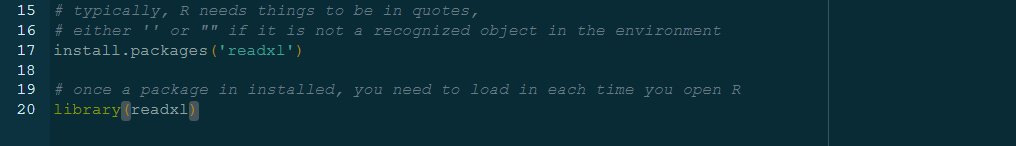 15 # typically, R needs things to be in quotes,
16 # either '' or "" if it is not a recognized object in the environment
17 install.packages('readxl')
18
19 # once a package in installed, you need to load in each time you open R
20 library(readxl)